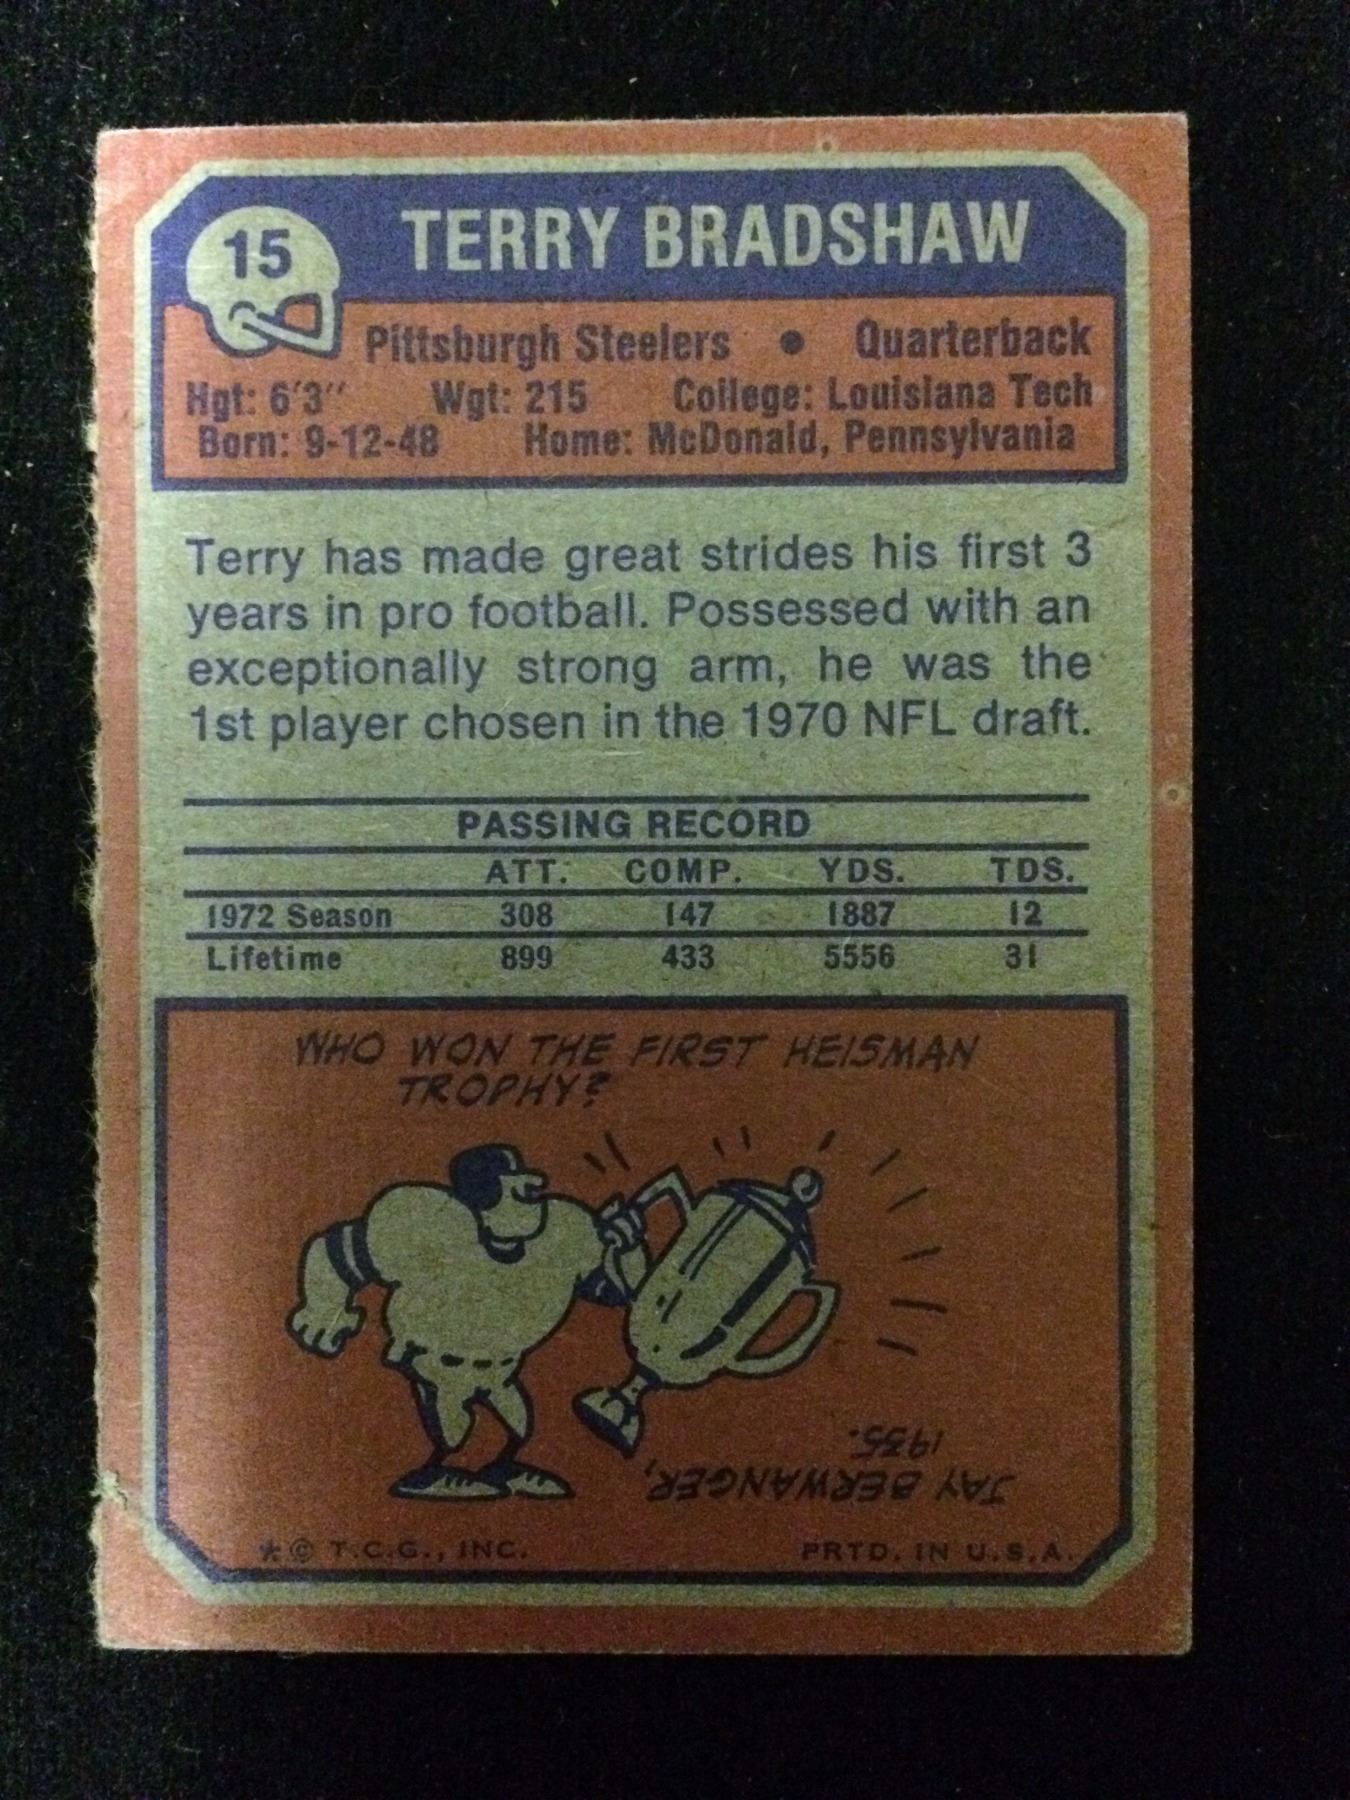 15
TERRY BRADSHAW
Pittsburgh Steelers • Quarterback
Hgt: 6'3" Wgt: 215 College: Louisiana Tech
Born: 9-12-48 Home: McDonald, Pennsylvania
Terry has made great strides his first 3
years in pro football. Possessed with an
exceptionally strong arm, he was the
1st player chosen in the 1970 NFL draft.
PASSING RECORD
ATT. COMP. YDS. TDS.
1972 Season 308 147 1887 12
Lifetime 899 433 5556 31
WHO WON THE FIRST HEISMAN
TROPHY?
JAY BERWANGER,
1935.
*© T.C.G., INC. PRTD. IN U.S.A.